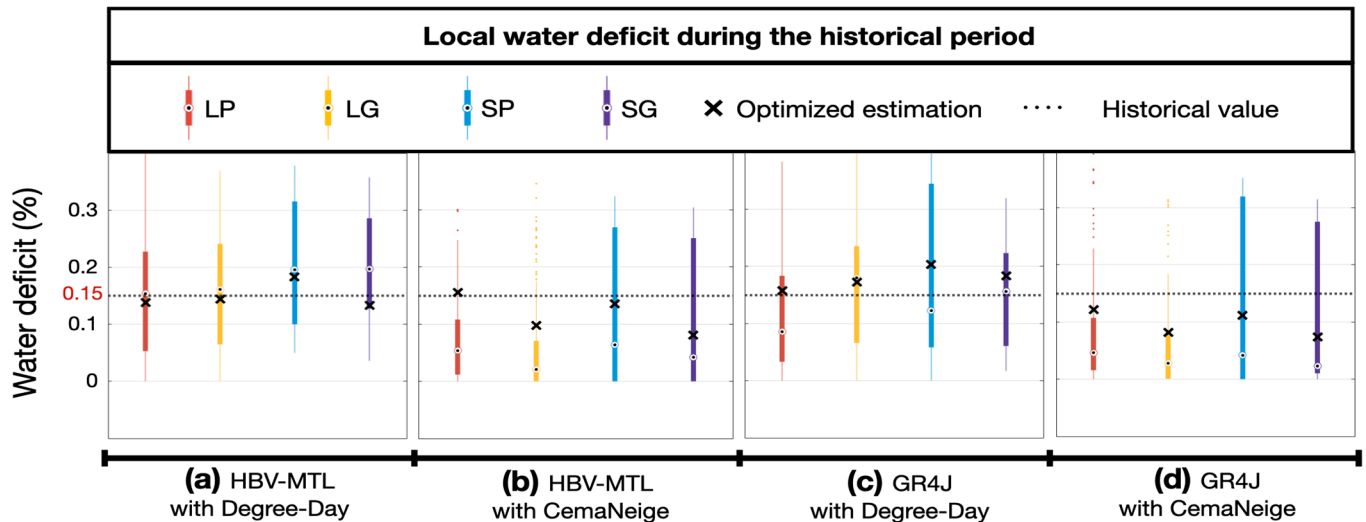 Local water deficit during the historical period
LP LG SP SG Optimized estimation Historical value
Water deficit (%)
0.3
0.2
0.15
0.1
0
(a) HBV-MTL
with Degree-Day
(b) HBV-MTL
with CemaNeige
(c) GR4J
with Degree-Day
(d) GR4J
with CemaNeige